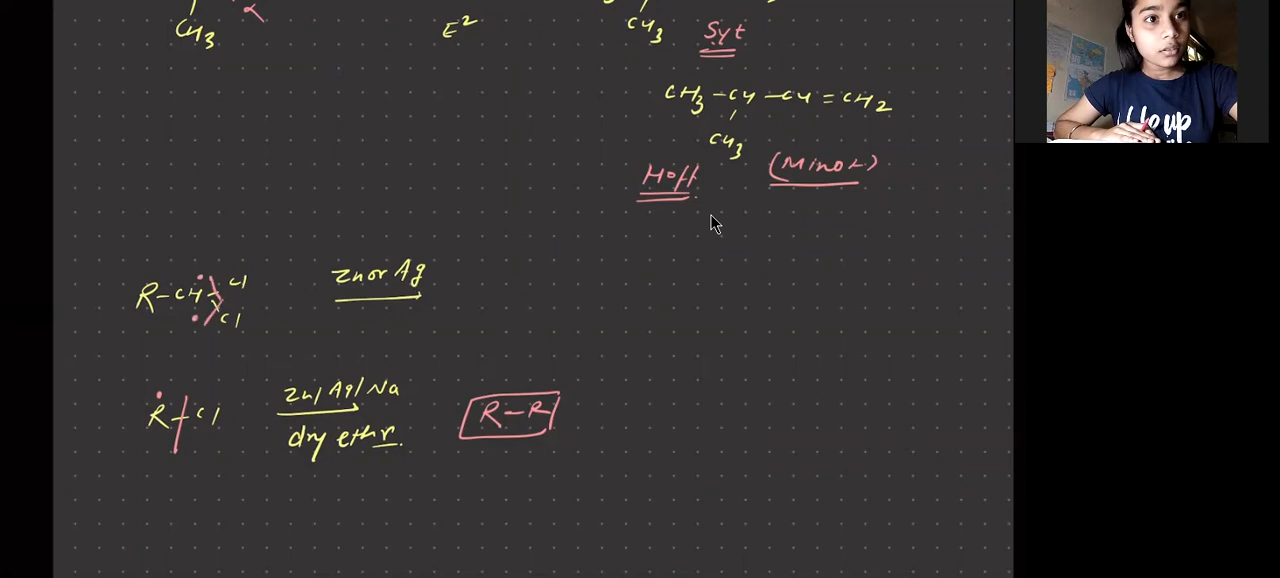 CH3
E2
CH3
Syt
CH3 - CH - CH = CH2
CH3
Hoff (Minor)
R - CH Cl Cl
Zn or Ag
R - Cl
Zn/Ag/Na
dry ethr.
R - R